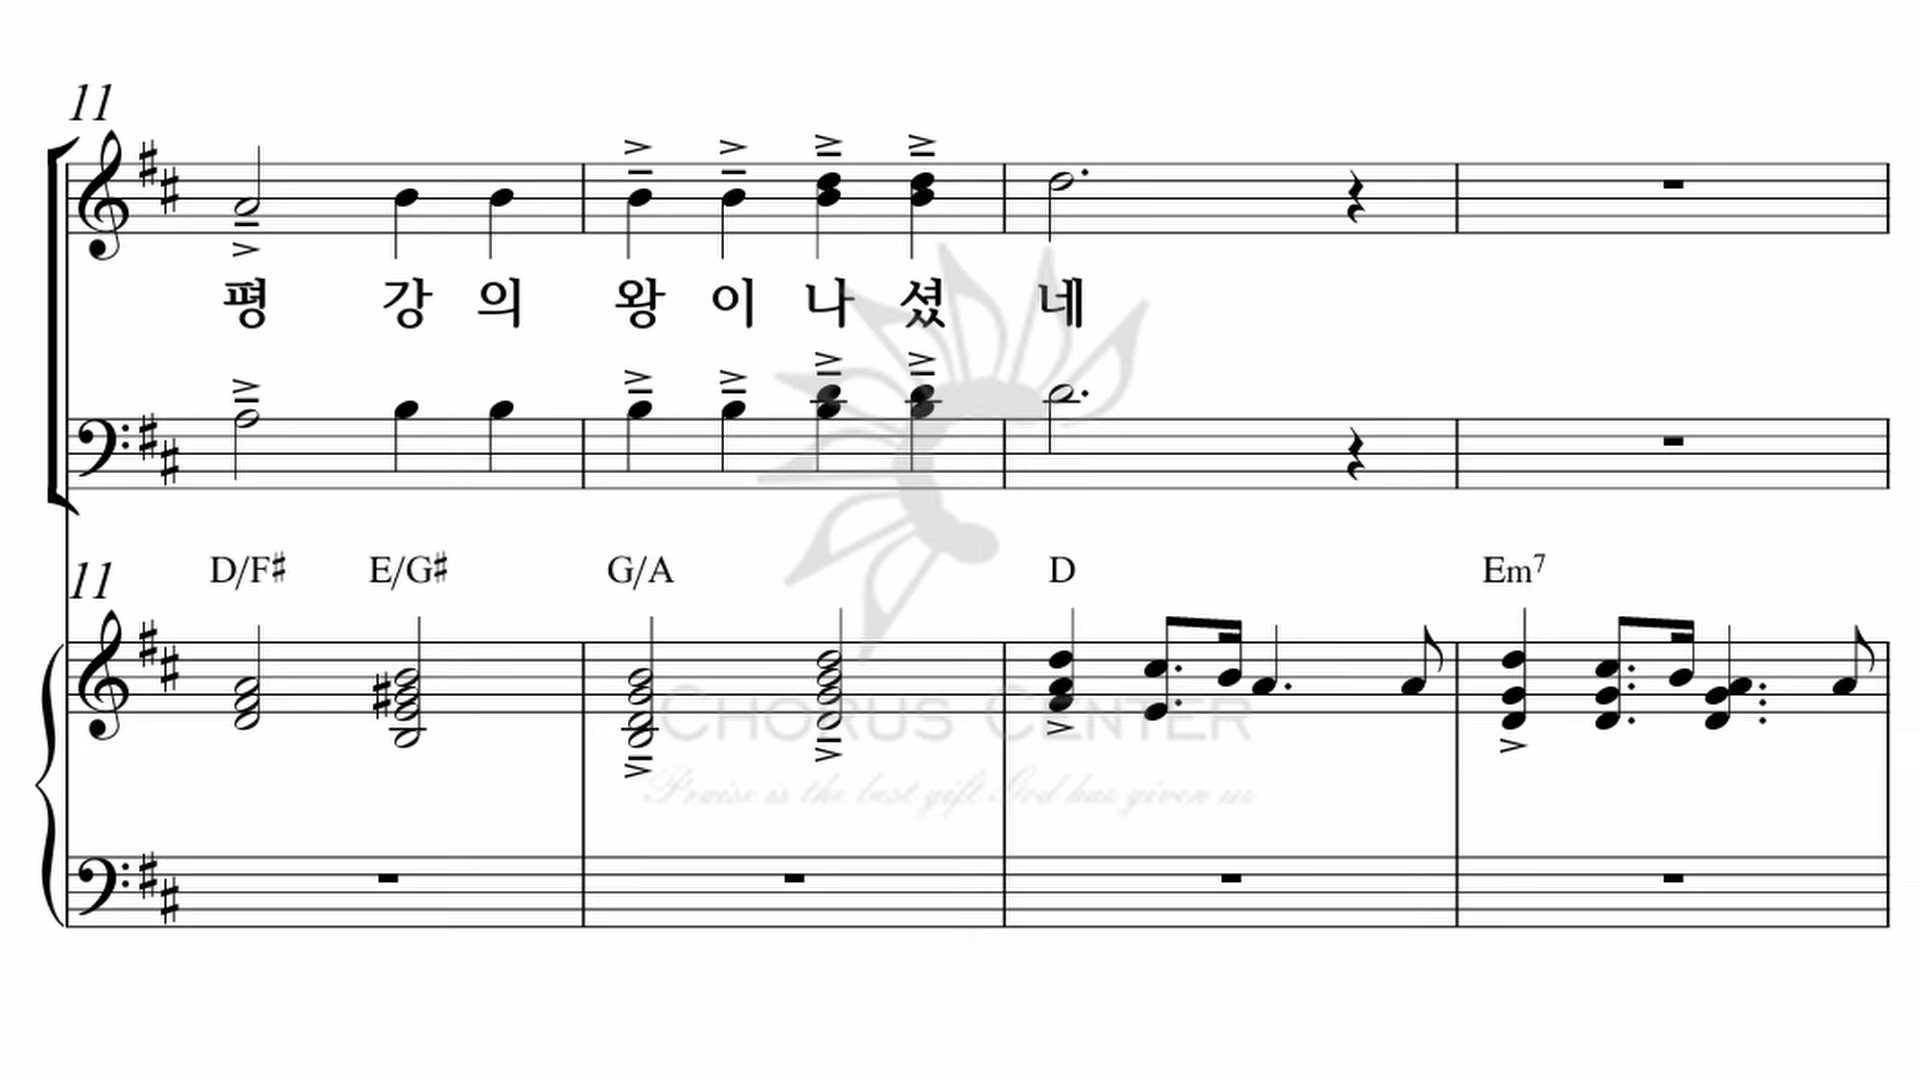 11
평 강 의 왕 이 나 셨 네
11 D/F♯ E/G♯ G/A D Em7
CHORUS CENTER
Praise is the best gift God has given us